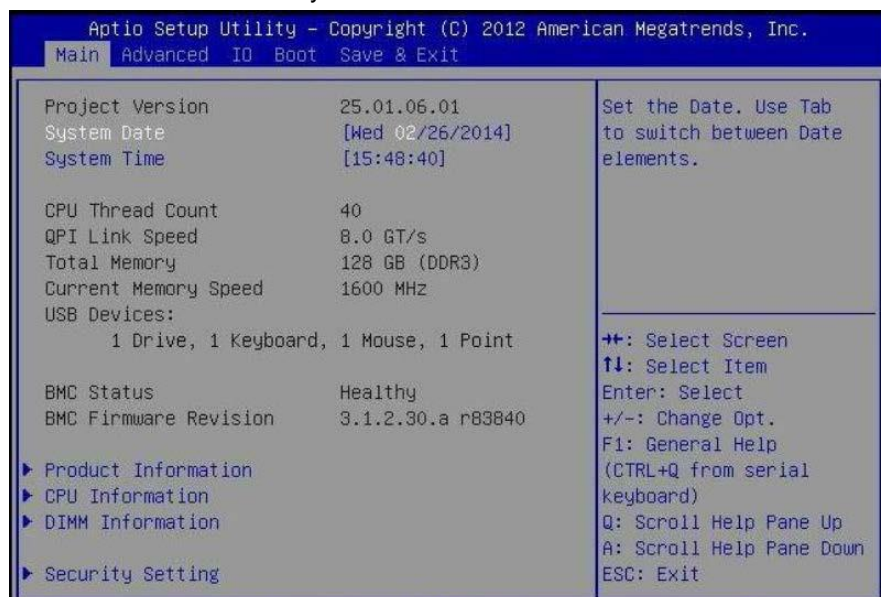 Aptio Setup Utility – Copyright (C) 2012 American Megatrends, Inc.
Main Advanced IO Boot Save & Exit
Project Version 25.01.06.01
System Date [Wed 02/26/2014]
System Time [15:48:40]
CPU Thread Count 40
QPI Link Speed 8.0 GT/s
Total Memory 128 GB (DDR3)
Current Memory Speed 1600 MHz
USB Devices:
1 Drive, 1 Keyboard, 1 Mouse, 1 Point
BMC Status Healthy
BMC Firmware Revision 3.1.2.30.a r83840
Product Information
CPU Information
DIMM Information
Security Setting
Set the Date. Use Tab
to switch between Date
elements.
→←: Select Screen
↑↓: Select Item
Enter: Select
+/-: Change Opt.
F1: General Help
(CTRL+Q from serial
keyboard)
Q: Scroll Help Pane Up
A: Scroll Help Pane Down
ESC: Exit